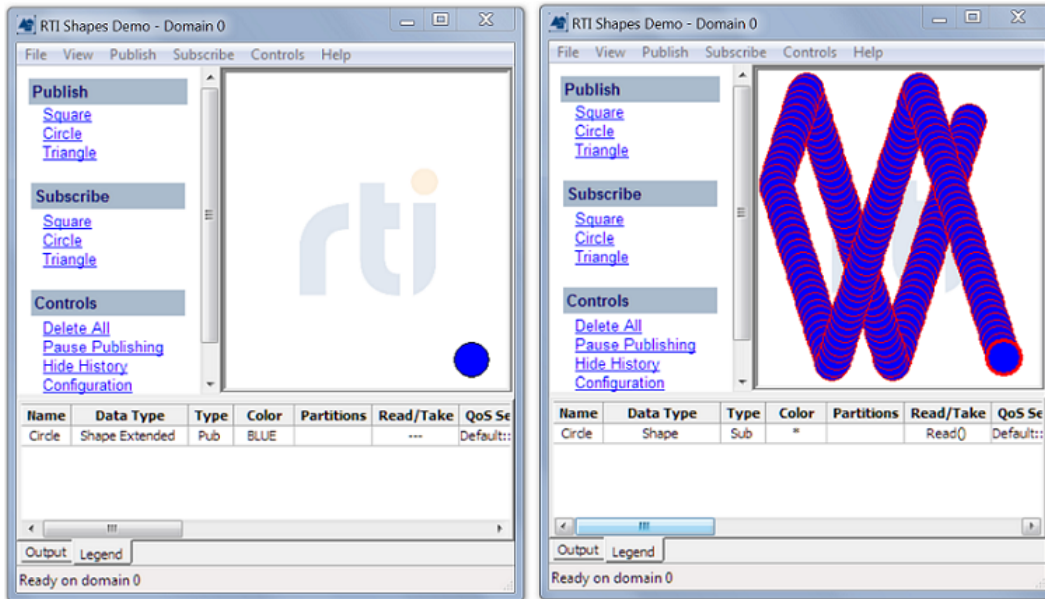 RTI Shapes Demo - Domain 0
File View Publish Subscribe Controls Help
Publish
Square
Circle
Triangle
Subscribe
Square
Circle
Triangle
Controls
Delete All
Pause Publishing
Hide History
Configuration
rti
Name Data Type Type Color Partitions Read/Take QoS Se
Circle Shape Extended Pub BLUE --- Default::
Output Legend
Ready on domain 0
RTI Shapes Demo - Domain 0
File View Publish Subscribe Controls Help
Publish
Square
Circle
Triangle
Subscribe
Square
Circle
Triangle
Controls
Delete All
Pause Publishing
Hide History
Configuration
rti
Name Data Type Type Color Partitions Read/Take QoS Se
Circle Shape Sub * Read() Default::
Output Legend
Ready on domain 0